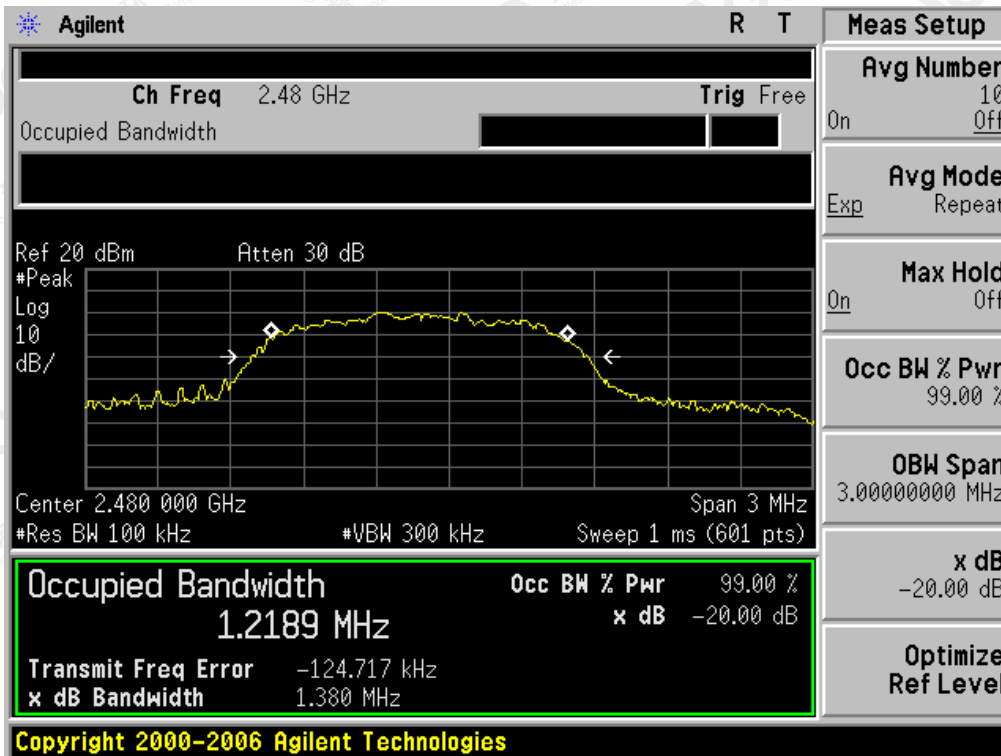 Agilent R T
Ch Freq 2.48 GHz Trig Free
Occupied Bandwidth
Ref 20 dBm Atten 30 dB
#Peak
Log
10
dB/
Center 2.480 000 GHz Span 3 MHz
#Res BW 100 kHz #VBW 300 kHz Sweep 1 ms (601 pts)
Occupied Bandwidth Occ BW % Pwr 99.00 %
1.2189 MHz x dB -20.00 dB
Transmit Freq Error -124.717 kHz
x dB Bandwidth 1.380 MHz
Copyright 2000-2006 Agilent Technologies
Meas Setup
Avg Number
10
On Off
Avg Mode
Exp Repeat
Max Hold
On Off
Occ BW % Pwr
99.00 %
OBW Span
3.00000000 MHz
x dB
-20.00 dB
Optimize
Ref Level